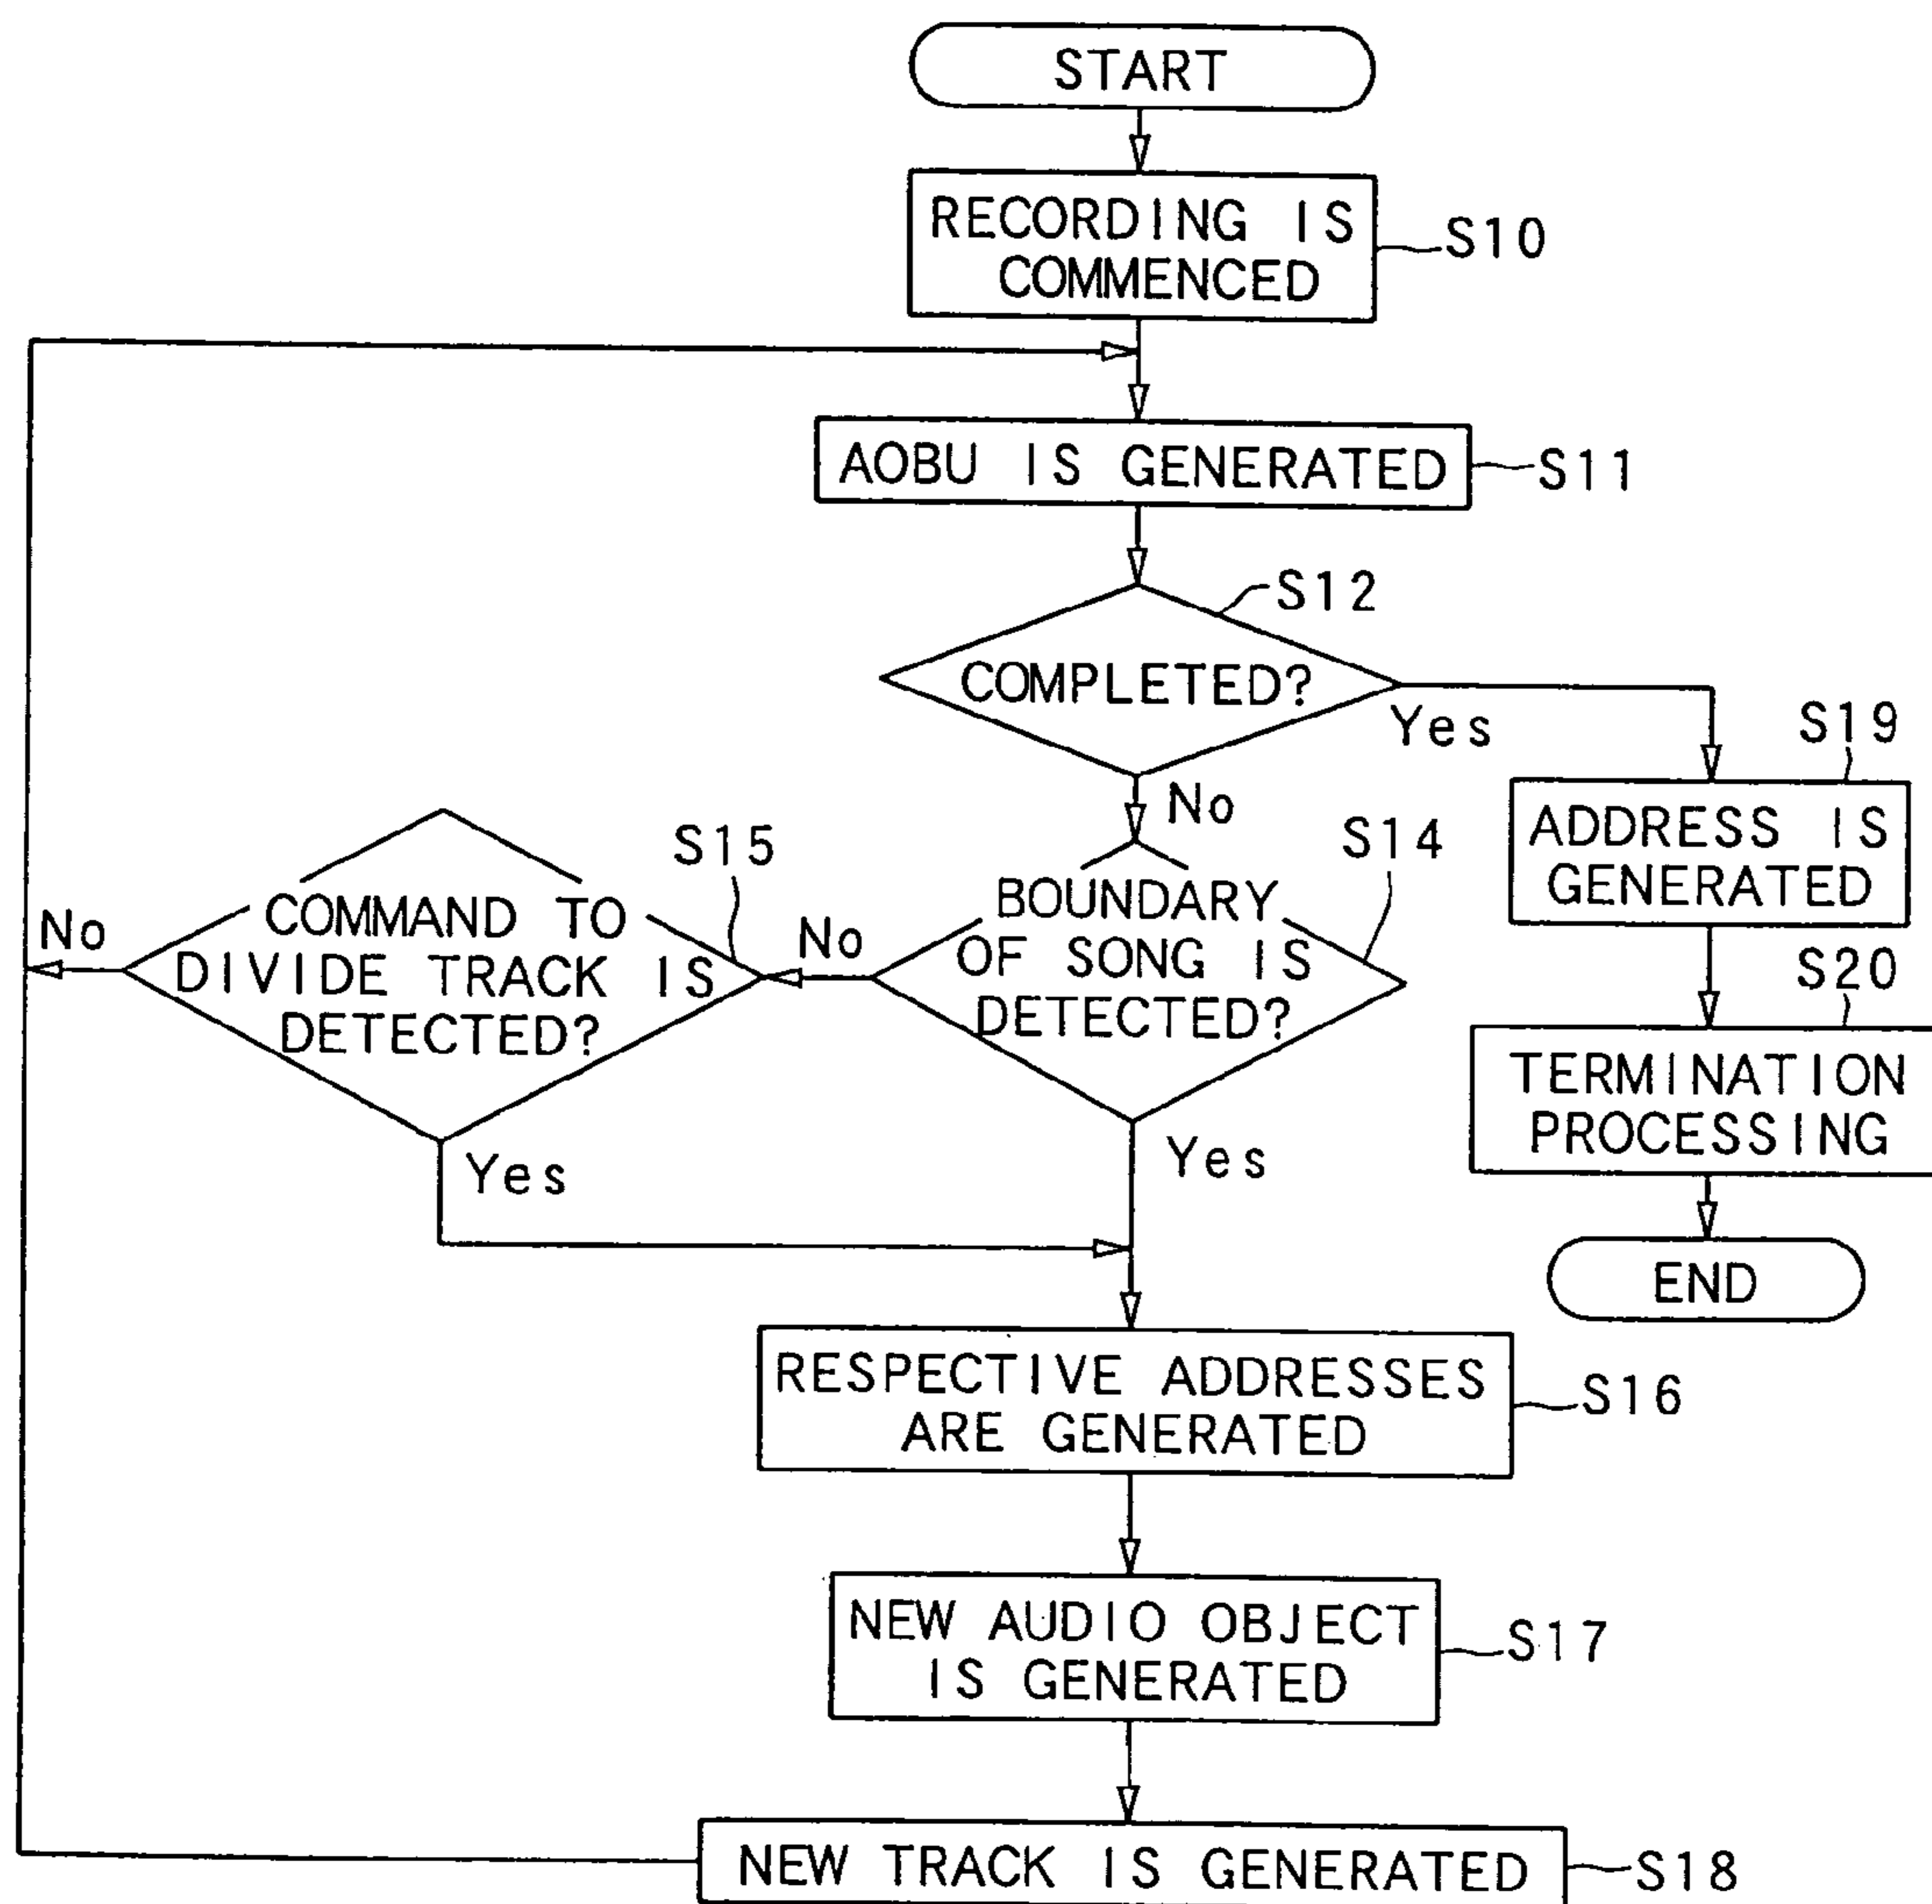 START
RECORDING IS
COMMENCED
S10
AOBU IS GENERATED
S11
S12
COMPLETED?
Yes
No
S19
ADDRESS IS
GENERATED
S14
BOUNDARY
OF SONG IS
DETECTED?
No
Yes
S15
COMMAND TO
DIVIDE TRACK IS
DETECTED?
No
Yes
S20
TERMINATION
PROCESSING
END
RESPECTIVE ADDRESSES
ARE GENERATED
S16
NEW AUDIO OBJECT
IS GENERATED
S17
NEW TRACK IS GENERATED
S18